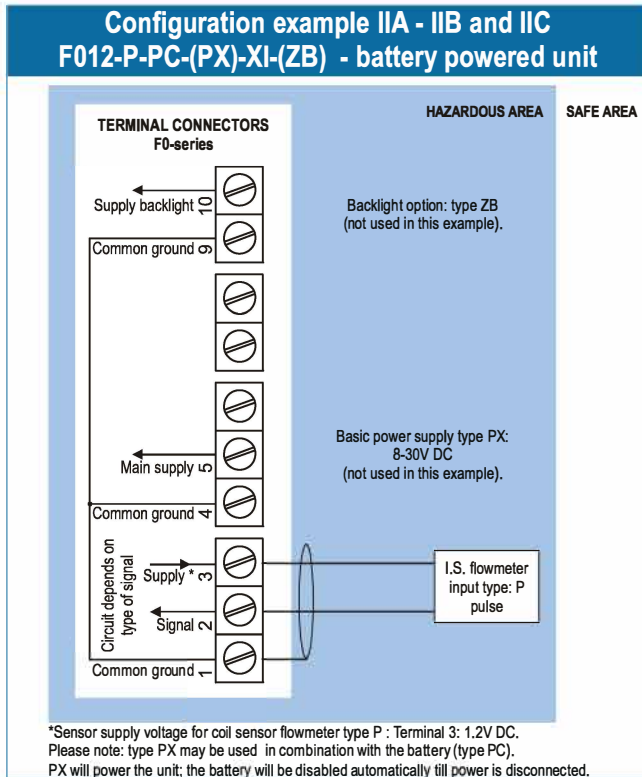 Configuration example IIA - IIB and IIC
F012-P-PC-(PX)-XI-(ZB) - battery powered unit
HAZARDOUS AREA
SAFE AREA
TERMINAL CONNECTORS
F0-series
Supply backlight 10
Common ground 9
Backlight option: type ZB
(not used in this example).
Main supply 5
Common ground 4
Basic power supply type PX:
8-30V DC
(not used in this example).
Circuit depends on
type of signal
Supply * 3
Signal 2
Common ground 1
I.S. flowmeter
input type: P
pulse
*Sensor supply voltage for coil sensor flowmeter type P : Terminal 3: 1.2V DC.
Please note: type PX may be used in combination with the battery (type PC).
PX will power the unit; the battery will be disabled automatically till power is disconnected.